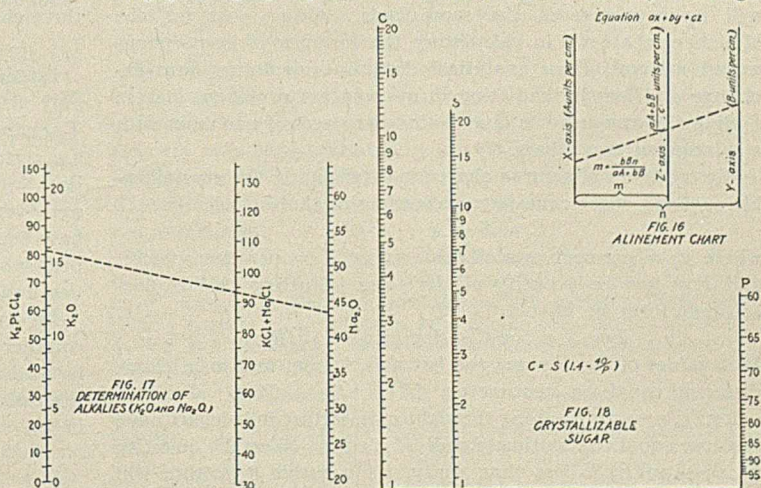 Equation ax + by + cz
X-axis (A units per cm.)
Z-axis (aA+bB/c units per cm.)
Y-axis (B units per cm.)
m = bBn/aA+bB
m
n
FIG. 16
ALINEMENT CHART
K₂PtCl₆
100
90
80
70
60
50
40
30
20
10
0
K₂O
20
15
10
5
0
KCl + NaCl
130
120
110
100
90
80
70
60
50
40
30
Na₂O
60
55
50
45
40
35
30
25
20
FIG. 17
DETERMINATION OF
ALKALIES (K₂O AND Na₂O.)
C
20
15
10
9
8
7
6
5
4
3
2
1
S
20
15
10
9
8
7
6
5
4
3
2
1
C = S (1.4 - 40/P)
FIG. 18
CRYSTALLIZABLE
SUGAR
P
60
65
70
75
80
85
90
95